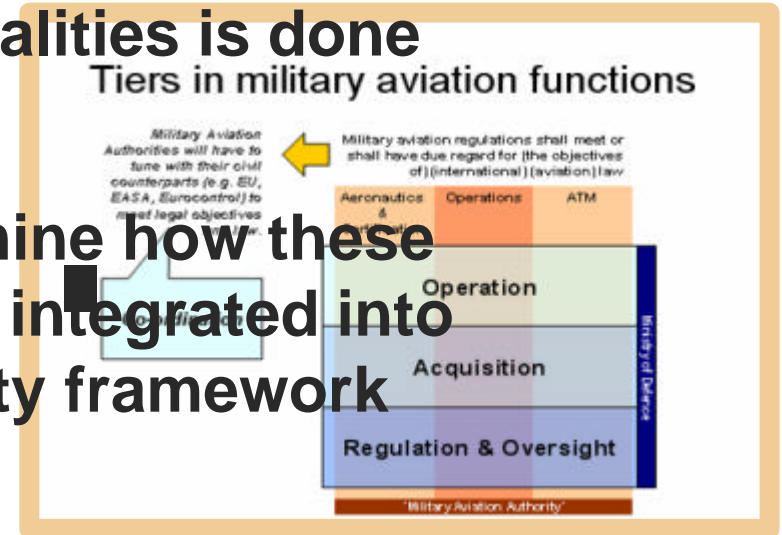 alities is done
Tiers in military aviation functions
Military Aviation
Authorities will have to
tune with their civil
counterparts (e.g. EU,
EASA, Eurocontrol) to
meet legal objectives
law.
Military aviation regulations shall meet or
shall have due regard for (the objectives
of) (international) (aviation) law
Aeronautics
&
Operations
ATM
nine how these
integrated into
ty framework
Operation
Acquisition
Regulation & Oversight
Ministry of Defence
'Military Aviation Authority'